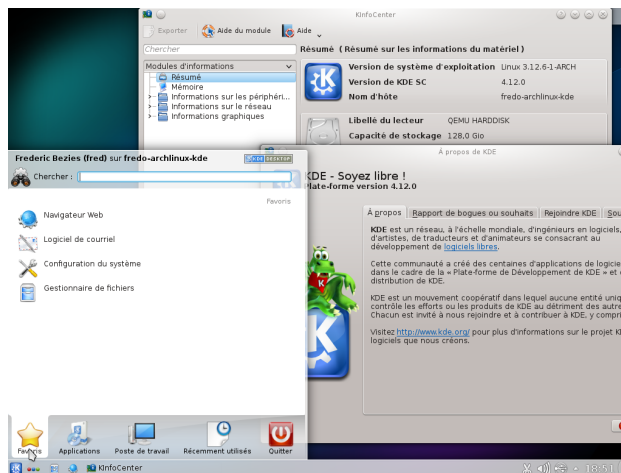 KInfoCenter
Exporter
Aide du module
Aide
Chercher
Résumé ( Résumé sur les informations du matériel )
Modules d'informations
Résumé
Mémoire
Informations sur les périphéri...
Informations sur le réseau
Informations graphiques
Version de système d'exploitation Linux 3.12.6-1-ARCH
Version de KDE SC 4.12.0
Nom d'hôte fredo-archlinux-kde
Libellé du lecteur QEMU HARDDISK
Capacité de stockage 128,0 Gio
À propos de KDE
KDE - Soyez libre !
Plate-forme version 4.12.0
À propos
Rapport de bogues ou souhaits
Rejoindre KDE
Sou
KDE est un réseau, à l'échelle mondiale, d'ingénieurs en logiciels,
d'artistes, de traducteurs et d'animateurs se consacrant au
développement de logiciels libres.
Cette communauté a créé des centaines d'applications de logicie
dans le cadre de la « Plate-forme de Développement de KDE » et
distribution de KDE.
KDE est un mouvement coopératif dans lequel aucune entité uniq
contrôle les efforts ou les produits de KDE au détriment des autre
Chacun est invité à nous rejoindre et à contribuer à KDE, y compri
Visitez http://www.kde.org/ pour plus d'informations sur le projet K
logiciels que nous créons.
Frederic Bezies (fred) sur fredo-archlinux-kde
KDE DESKTOP
Chercher :
Favoris
Navigateur Web
Logiciel de courriel
Configuration du système
Gestionnaire de fichiers
Favoris
Applications
Poste de travail
Récemment utilisés
Quitter
KInfoCenter
18:51